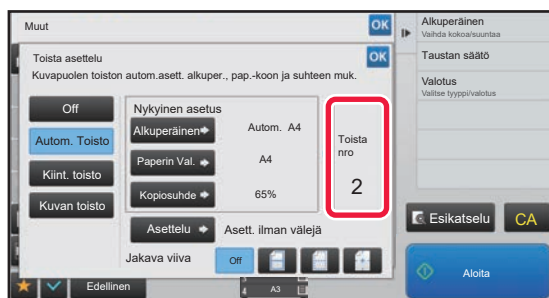 Muut
OK
Toista asettelu
OK
Kuvapuolen toiston autom.asett. alkuper., pap.-koon ja suhteen muk.
Off
Autom. Toisto
Kiint. toisto
Kuvan toisto
Nykyinen asetus
Alkuperäinen
Autom. A4
Paperin Val.
A4
Kopiosuhde
65%
Toista
nro
2
Asettelu
Asett. ilman välejä
Jakava viiva
Off
Edellinen
A3
4
Alkuperäinen
Vaihda kokoa/suuntaa
Taustan säätö
Valotus
Valitse tyyppi/valotus
Esikatselu
CA
Aloita